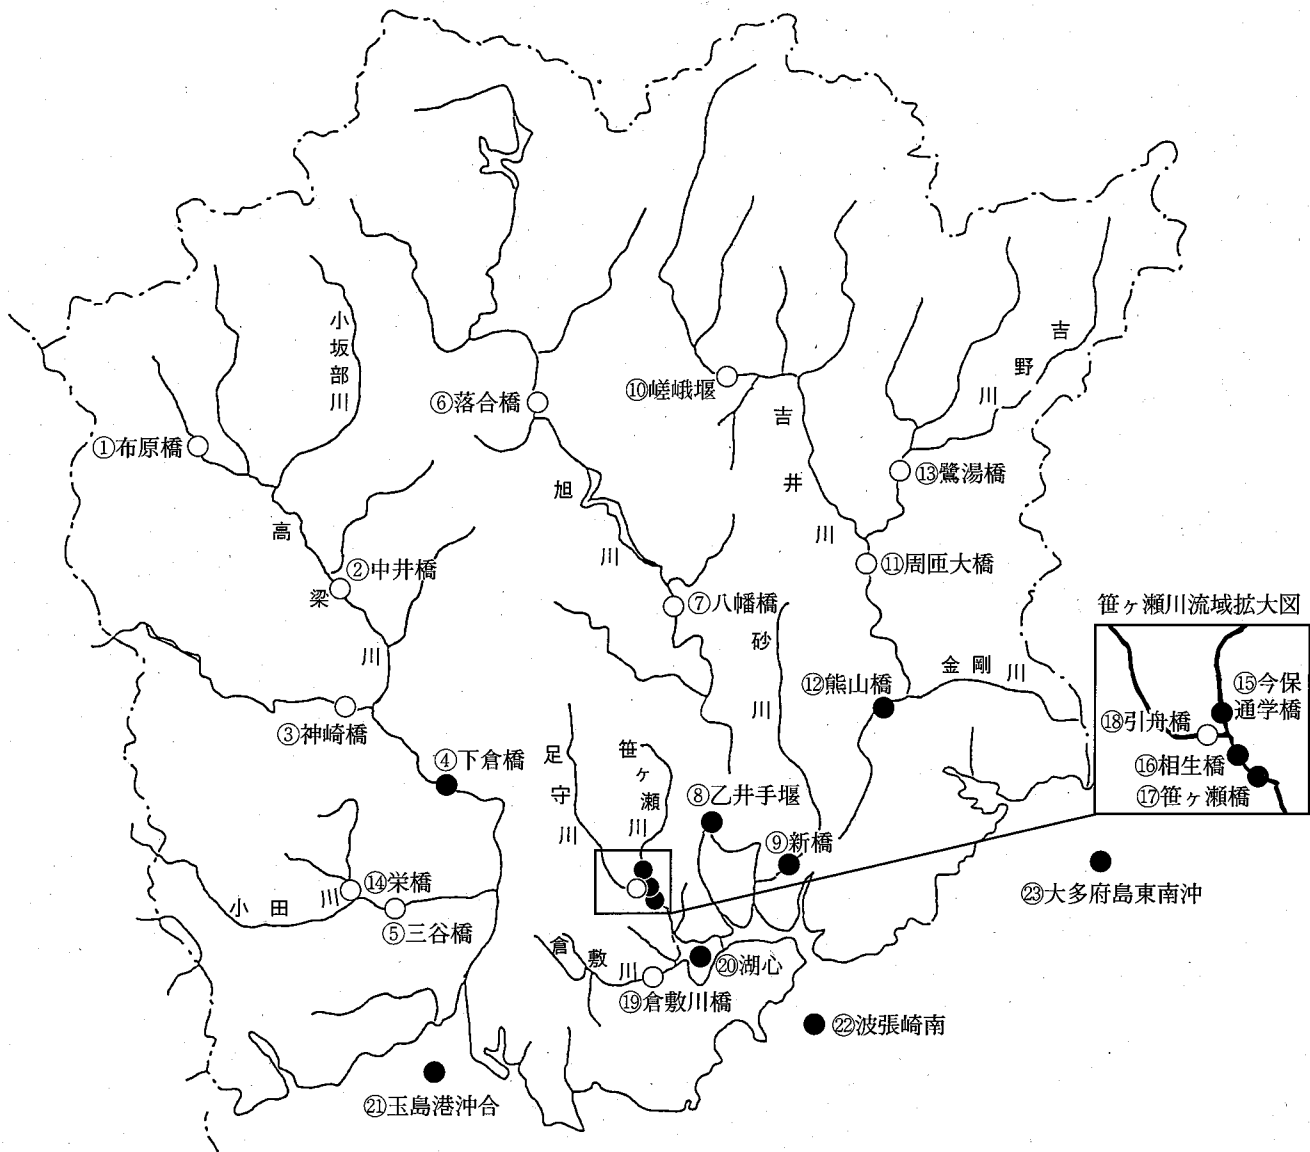 小坂部川
吉野川
⑩嵯峨堰
⑥落合橋
吉井川
①布原橋
⑬鷺湯橋
旭川
高梁川
②中井橋
⑪周匝大橋
⑦八幡橋
笹ヶ瀬川流域拡大図
砂川
金剛川
⑫熊山橋
⑮今保
通学橋
⑱引舟橋
③神崎橋
④下倉橋
足守川
笹ヶ瀬川
⑯相生橋
⑰笹ヶ瀬橋
⑧乙井手堰
⑨新橋
⑭栄橋
㉓大多府島東南沖
小田川
⑤三谷橋
倉敷川
⑳湖心
⑲倉敷川橋
㉒波張崎南
㉑玉島港沖合